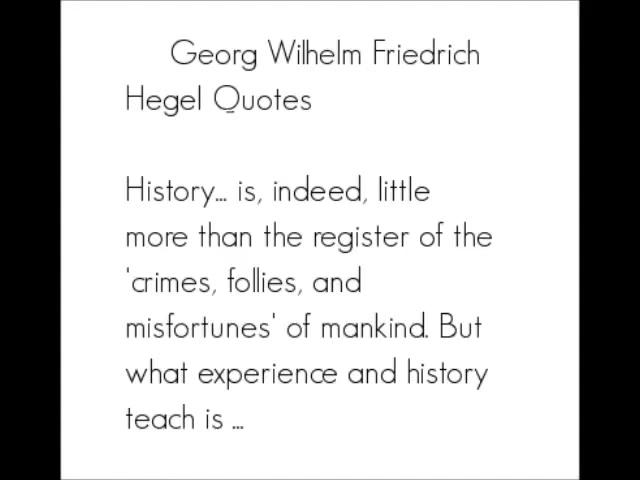 Georg Wilhelm Friedrich
Hegel Quotes
History... is, indeed, little
more than the register of the
'crimes, follies, and
misfortunes' of mankind. But
what experience and history
teach is ...